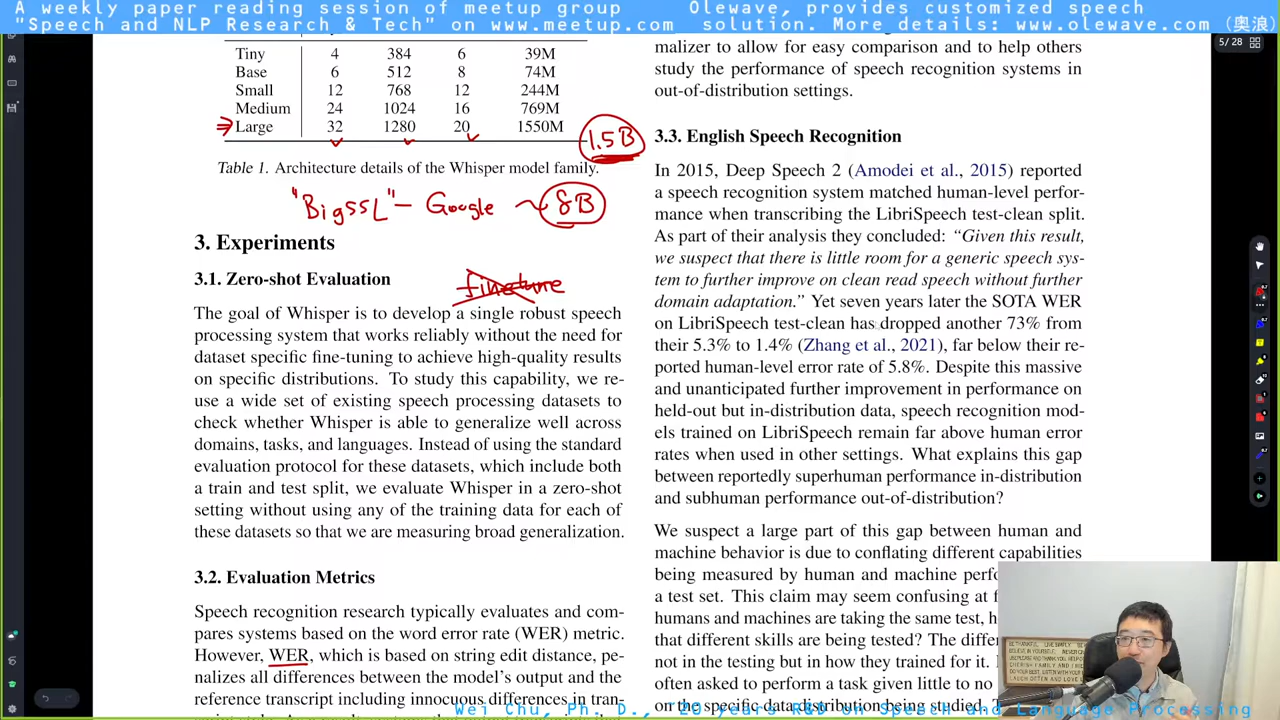 A weekly paper reading session of meetup group
"Speech and NLP Research & Tech" on www.meetup.com
Olewave, provides customized speech
solution. More details: www.olewave.com (奥浪)
5/28
Tiny 4 384 6 39M
Base 6 512 8 74M
Small 12 768 12 244M
Medium 24 1024 16 769M
Large 32 1280 20 1550M
1.5B
Table 1. Architecture details of the Whisper model family.
"BigSSL" – Google ~ 8B
3. Experiments
3.1. Zero-shot Evaluation
finetune
The goal of Whisper is to develop a single robust speech
processing system that works reliably without the need for
dataset specific fine-tuning to achieve high-quality results
on specific distributions. To study this capability, we re-
use a wide set of existing speech processing datasets to
check whether Whisper is able to generalize well across
domains, tasks, and languages. Instead of using the standard
evaluation protocol for these datasets, which include both
a train and test split, we evaluate Whisper in a zero-shot
setting without using any of the training data for each of
these datasets so that we are measuring broad generalization.
3.2. Evaluation Metrics
Speech recognition research typically evaluates and com-
pares systems based on the word error rate (WER) metric.
However, WER, which is based on string edit distance, pe-
nalizes all differences between the model's output and the
reference transcript including innocuous differences in tran-
malizer to allow for easy comparison and to help others
study the performance of speech recognition systems in
out-of-distribution settings.
3.3. English Speech Recognition
In 2015, Deep Speech 2 (Amodei et al., 2015) reported
a speech recognition system matched human-level perfor-
mance when transcribing the LibriSpeech test-clean split.
As part of their analysis they concluded: "Given this result,
we suspect that there is little room for a generic speech sys-
tem to further improve on clean read speech without further
domain adaptation." Yet seven years later the SOTA WER
on LibriSpeech test-clean has dropped another 73% from
their 5.3% to 1.4% (Zhang et al., 2021), far below their re-
ported human-level error rate of 5.8%. Despite this massive
and unanticipated further improvement in performance on
held-out but in-distribution data, speech recognition mod-
els trained on LibriSpeech remain far above human error
rates when used in other settings. What explains this gap
between reportedly superhuman performance in-distribution
and subhuman performance out-of-distribution?
We suspect a large part of this gap between human and
machine behavior is due to conflating different capabilities
being measured by human and machine perfo
a test set. This claim may seem confusing at f
humans and machines are taking the same test, h
that different skills are being tested? The differ
not in the testing but in how they trained for it.
often asked to perform a task given little to no
on the specific data distribution being studied.
Wei Chu, Ph. D., 20 years R&D on Speech and Language Processing